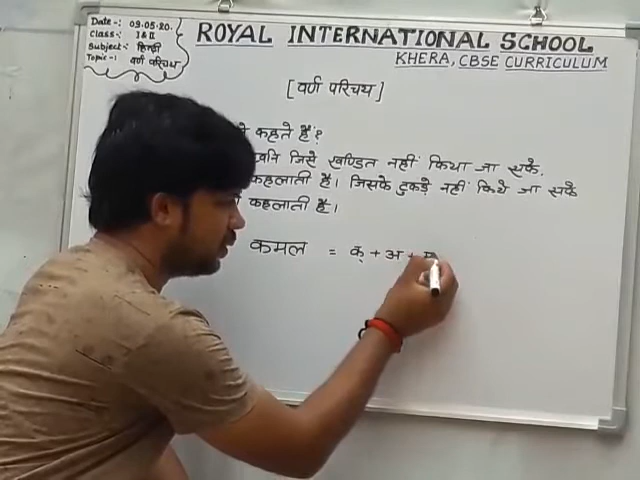 Date-: 09.05.20.
Class-: I & II
Subject-: हिन्दी
Topic-: वर्ण परिचय
ROYAL INTERNATIONAL SCHOOL
KHERA, CBSE CURRICULUM
[वर्ण परिचय]
कहते हैं?
जिसे खण्डित नहीं किया जा सके,
कहलाती है। जिसके टुकड़े नहीं किये जा सके
कहलाती है।
कमल = क् + अ +